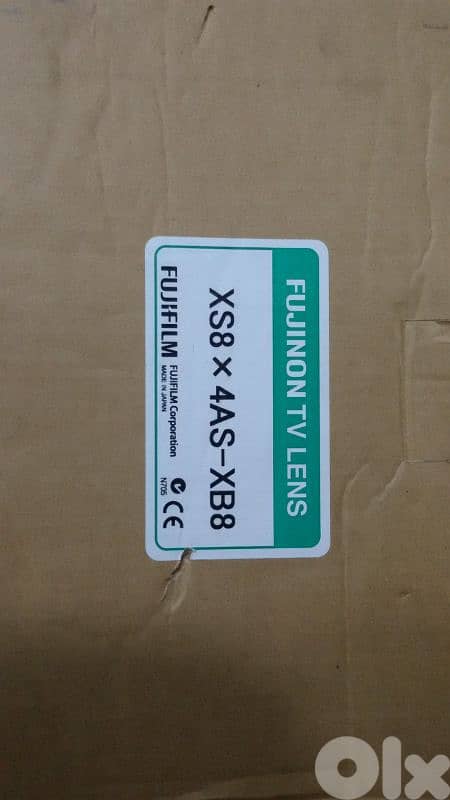 FUJINON TV LENS
XS8×4AS-XB8
FUJIFILM FUJIFILM Corporation
MADE IN JAPAN
N705
CE
OLX